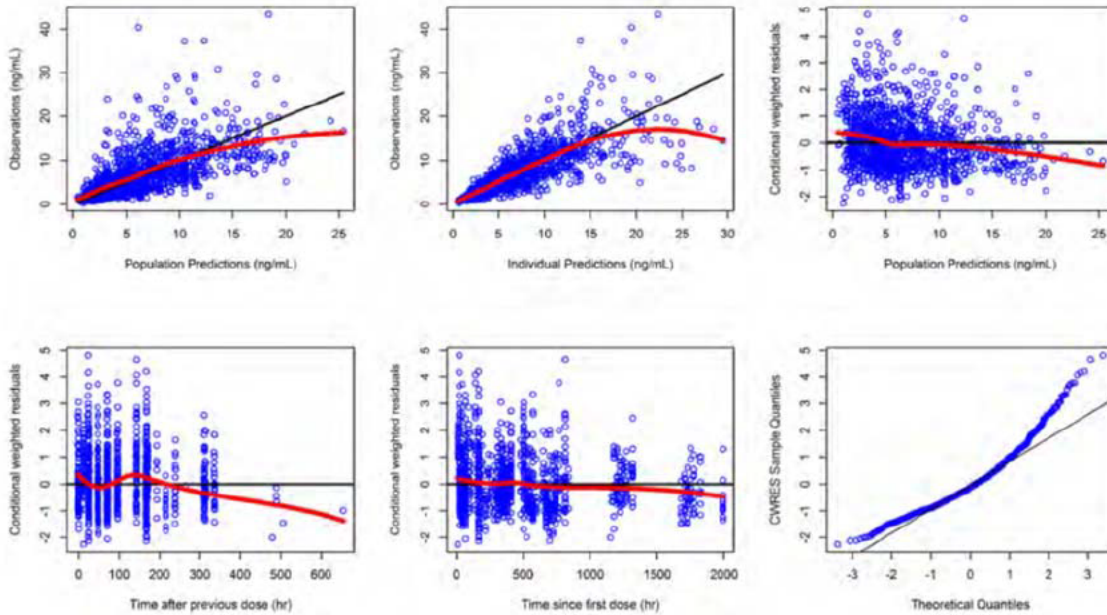 Observations (ng/mL)
40
30
20
10
0
0 5 10 15 20 25
Population Predictions (ng/mL)
Observations (ng/mL)
40
30
20
10
0
0 5 10 15 20 25 30
Individual Predictions (ng/mL)
Conditional weighted residuals
5
4
3
2
1
0
-1
-2
0 5 10 15 20 25
Population Predictions (ng/mL)
Conditional weighted residuals
5
4
3
2
1
0
-1
-2
0 100 200 300 400 500 600
Time after previous dose (hr)
Conditional weighted residuals
5
4
3
2
1
0
-1
-2
0 500 1000 1500 2000
Time since first dose (hr)
CWRES Sample Quantiles
5
4
3
2
1
0
-1
-2
-3 -2 -1 0 1 2 3
Theoretical Quantiles